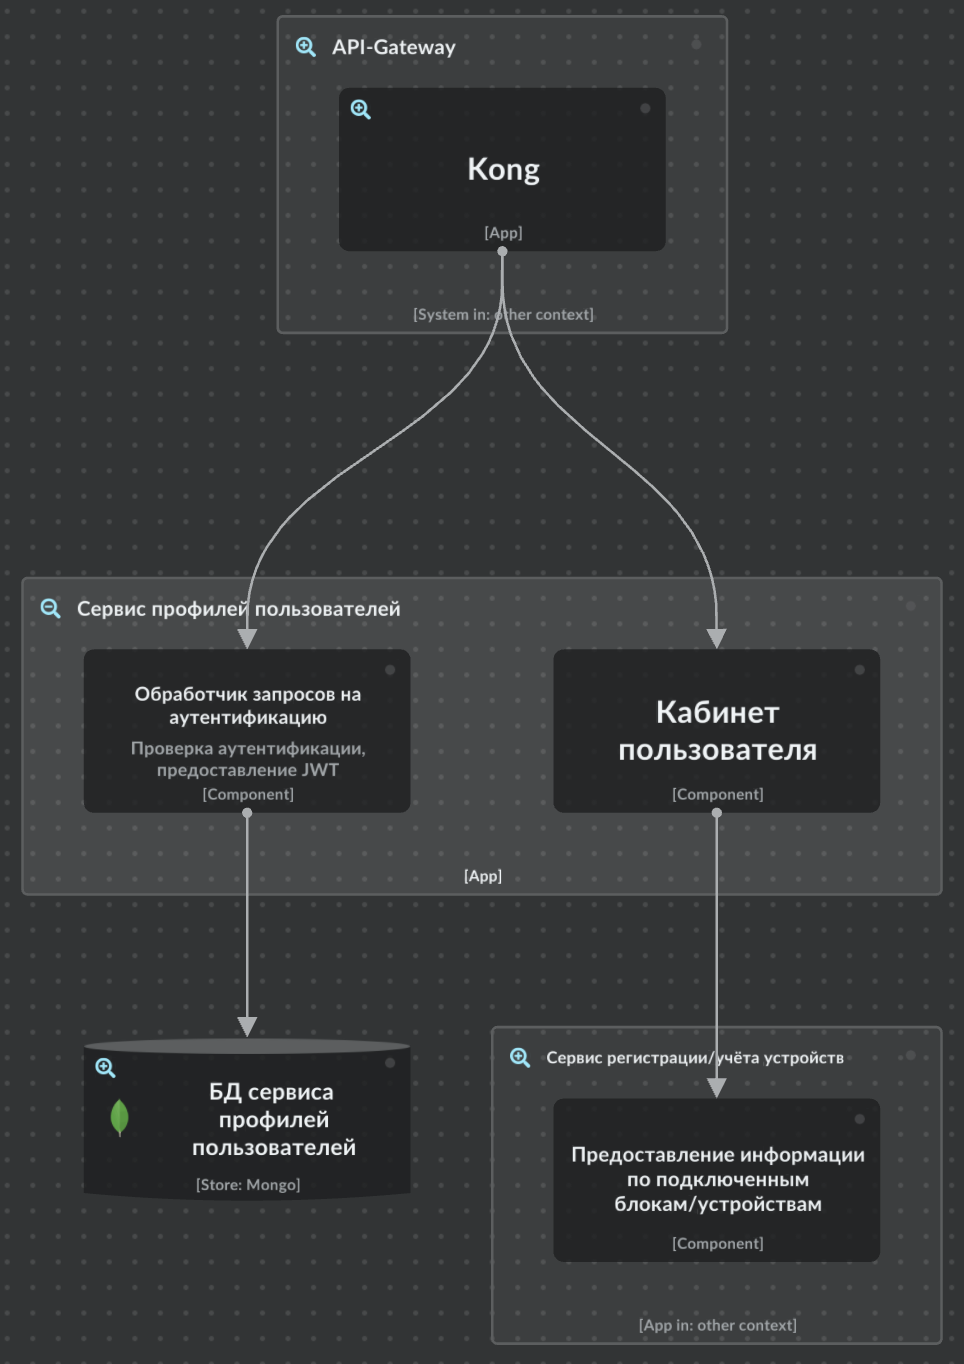 API-Gateway
Kong
[App]
[System in: other context]
Сервис профилей пользователей
Обработчик запросов на
аутентификацию
Проверка аутентификации,
предоставление JWT
[Component]
Кабинет
пользователя
[Component]
[App]
БД сервиса
профилей
пользователей
[Store: Mongo]
Сервис регистрации/учёта устройств
Предоставление информации
по подключенным
блокам/устройствам
[Component]
[App in: other context]